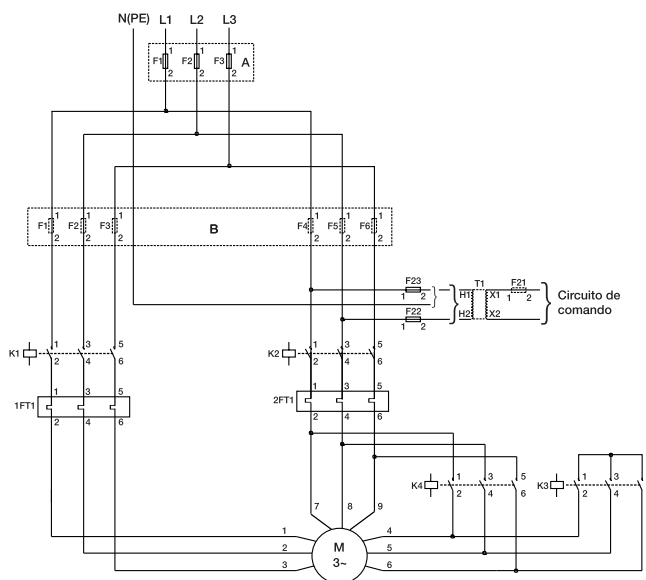 N(PE) L1 L2 L3
F1 1 2 F2 1 2 F3 1 2 A
F1 1 2 F2 1 2 F3 1 2 B F4 1 2 F5 1 2 F6 1 2
F23 T1 F21
1 2 H1 X1 1 2
Circuito de
comando
F22 H2 X2
1 2
K1 1 2 3 4 5 6
K2 1 2 3 4 5 6
1FT1 1 2 3 4 5 6
2FT1 1 2 3 4 5 6
K4 1 2 3 4 5 6
K3 1 2 3 4
7 8 9
1 4
2 M 5
3 3~ 6